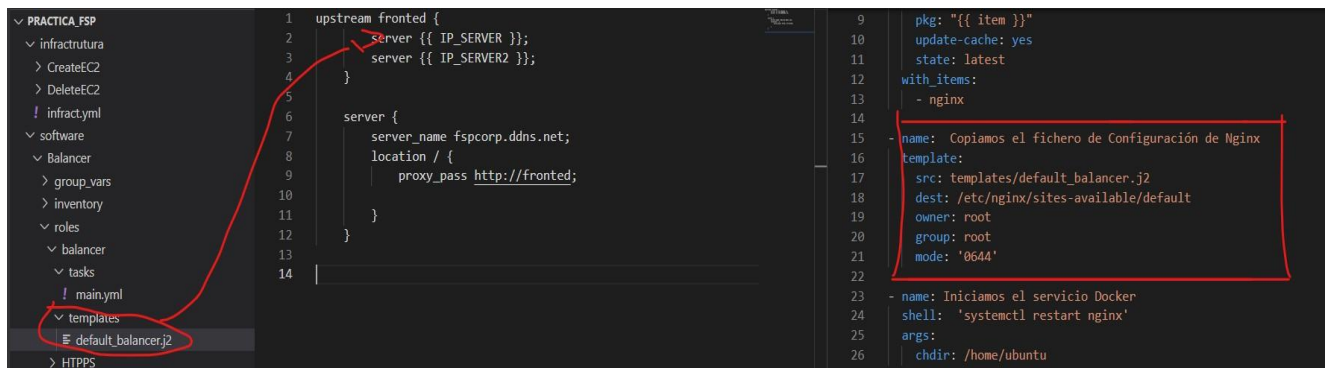 PRACTICA_FSP
infractrutura
CreateEC2
DeleteEC2
! infract.yml
software
Balancer
group_vars
inventory
roles
balancer
tasks
! main.yml
templates
default_balancer.j2
HTPPS
1 upstream fronted {
2 server {{ IP_SERVER }};
3 server {{ IP_SERVER2 }};
4 }
5
6 server {
7 server_name fspcorp.ddns.net;
8 location / {
9 proxy_pass http://fronted;
10
11 }
12 }
13
14
9 pkg: "{{ item }}"
10 update-cache: yes
11 state: latest
12 with_items:
13 - nginx
14
15 - name: Copiamos el fichero de Configuración de Nginx
16 template:
17 src: templates/default_balancer.j2
18 dest: /etc/nginx/sites-available/default
19 owner: root
20 group: root
21 mode: '0644'
22
23 - name: Iniciamos el servicio Docker
24 shell: 'systemctl restart nginx'
25 args:
26 chdir: /home/ubuntu